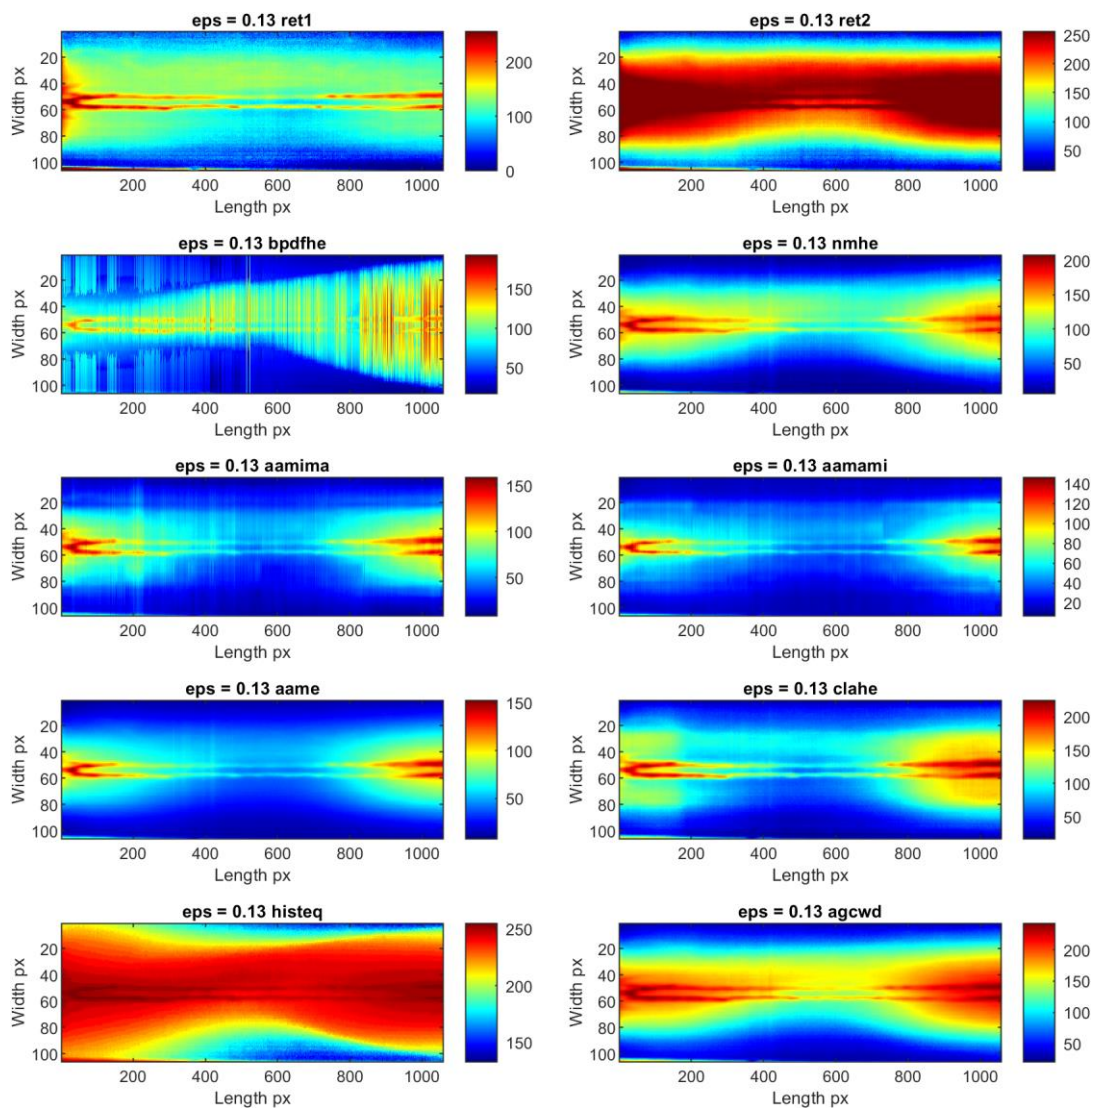 eps = 0.13 ret1
200
100
0
20
40
60
80
100
Width px
200 400 600 800 1000
Length px
eps = 0.13 ret2
250
200
150
100
50
20
40
60
80
100
Width px
200 400 600 800 1000
Length px
eps = 0.13 bpdfhe
150
100
50
20
40
60
80
100
Width px
200 400 600 800 1000
Length px
eps = 0.13 nmhe
200
150
100
50
20
40
60
80
100
Width px
200 400 600 800 1000
Length px
eps = 0.13 aamima
150
100
50
20
40
60
80
100
Width px
200 400 600 800 1000
Length px
eps = 0.13 aamami
140
120
100
80
60
40
20
20
40
60
80
100
Width px
200 400 600 800 1000
Length px
eps = 0.13 aame
150
100
50
20
40
60
80
100
Width px
200 400 600 800 1000
Length px
eps = 0.13 clahe
200
150
100
50
20
40
60
80
100
Width px
200 400 600 800 1000
Length px
eps = 0.13 histeq
250
200
150
20
40
60
80
100
Width px
200 400 600 800 1000
Length px
eps = 0.13 agcwd
200
150
100
50
20
40
60
80
100
Width px
200 400 600 800 1000
Length px